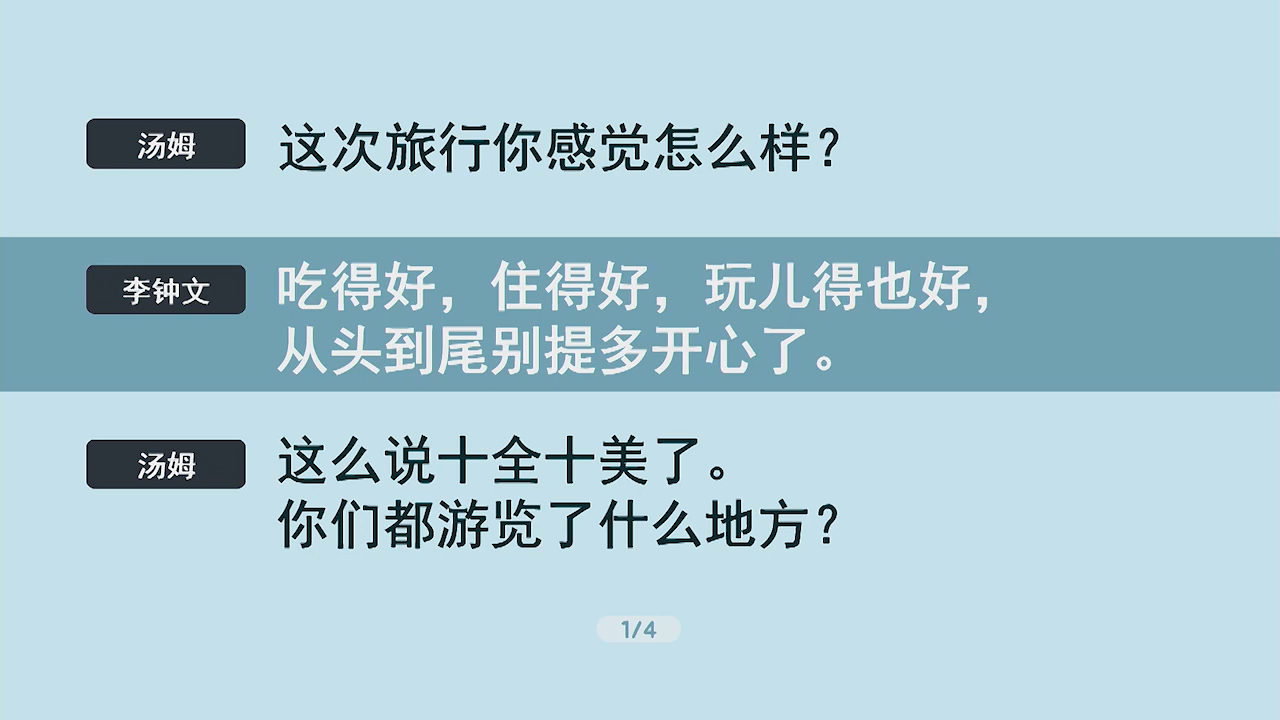 汤姆 这次旅行你感觉怎么样?
李钟文 吃得好，住得好，玩儿得也好，
从头到尾别提多开心了。
汤姆 这么说十全十美了。
你们都游览了什么地方?
1/4